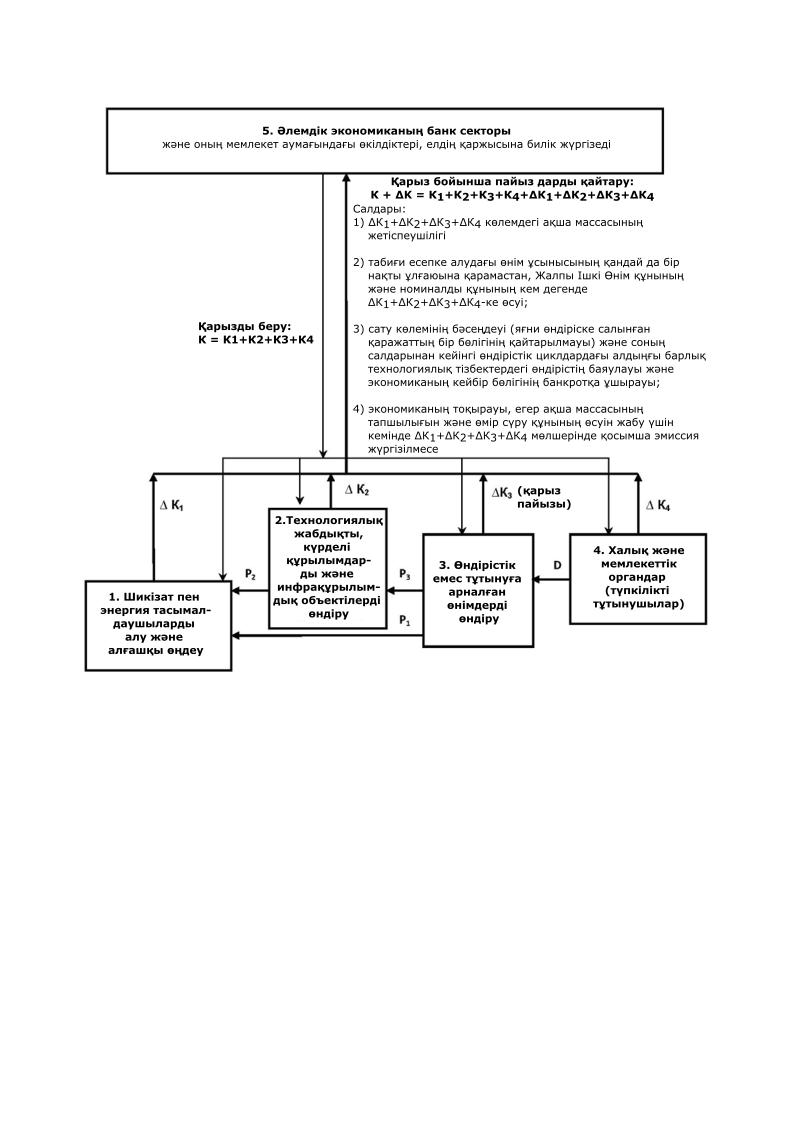 5. Әлемдік экономиканың банк секторы
және оның мемлекет аумағындағы өкілдіктері, елдің қаржысына билік жүргізеді
Қарыз бойынша пайыз дарды қайтару:
K + ΔK = K₁+K₂+K₃+K₄+ΔK₁+ΔK₂+ΔK₃+ΔK₄
Салдары:
1) ΔK₁+ΔK₂+ΔK₃+ΔK₄ көлемдегі ақша массасының
жетіспеушілігі
2) табиғи есепке алудағы өнім ұсынысының қандай да бір
нақты ұлғаюына қарамастан, Жалпы Ішкі Өнім құнының
және номиналды құнының кем дегенде
ΔK₁+ΔK₂+ΔK₃+ΔK₄-ке өсуі;
3) сату көлемінің бәсеңдеуі (яғни өндіріске салынған
қаражаттың бір бөлігінің қайтарылмауы) және соның
салдарынан кейінгі өндірістік циклдардағы алдыңғы барлық
технологиялық тізбектердегі өндірістің баяулауы және
экономиканың кейбір бөлігінің банкротқа ұшырауы;
4) экономиканың тоқырауы, егер ақша массасының
тапшылығын және өмір сүру құнының өсуін жабу үшін
кемінде ΔK₁+ΔK₂+ΔK₃+ΔK₄ мөлшерінде қосымша эмиссия
жүргізілмесе
Қарызды беру:
K = K1+K2+K3+K4
Δ K₁
Δ K₂
ΔK₃ (қарыз
пайызы)
Δ K₄
1. Шикізат пен
энергия тасымал-
даушыларды
алу және
алғашқы өңдеу
P₂
2.Технологиялық
жабдықты,
күрделі
құрылымдар-
ды және
инфрақұрылым-
дық объектілерді
өндіру
P₃
P₁
3. Өндірістік
емес тұтынуға
арналған
өнімдерді
өндіру
D
4. Халық және
мемлекеттік
органдар
(түпкілікті
тұтынушылар)